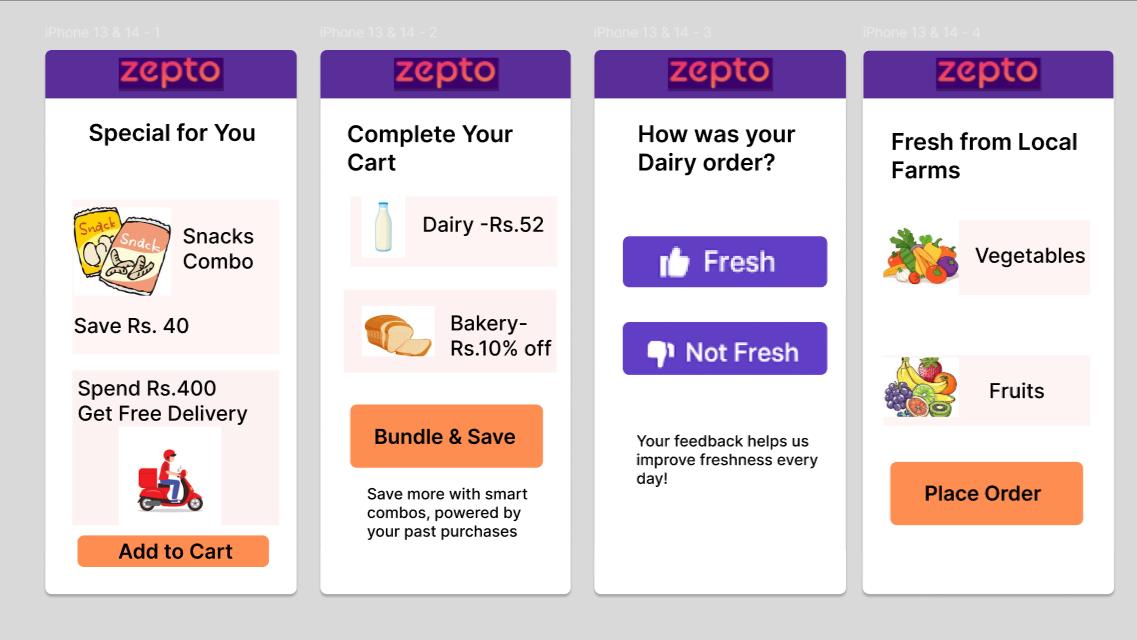 iPhone 13 & 14 - 1
zepto
Special for You
Snack
Snack
Snacks
Combo
Save Rs. 40
Spend Rs.400
Get Free Delivery
Add to Cart
iPhone 13 & 14 - 2
zepto
Complete Your
Cart
Dairy -Rs.52
Bakery-
Rs.10% off
Bundle & Save
Save more with smart
combos, powered by
your past purchases
iPhone 13 & 14 - 3
zepto
How was your
Dairy order?
Fresh
Not Fresh
Your feedback helps us
improve freshness every
day!
iPhone 13 & 14 - 4
zepto
Fresh from Local
Farms
Vegetables
Fruits
Place Order